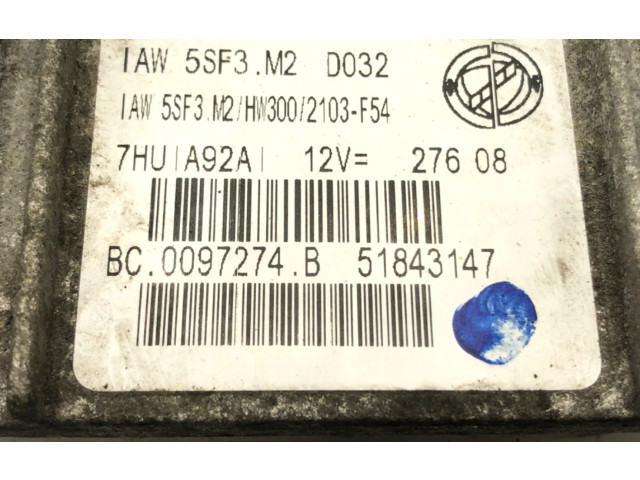 IAW 5SF3.M2 D032
IAW 5SF3.M2/HW300/2103-F54
7HU|A92A| 12V= 276 08
BC.0097274.B 51843147